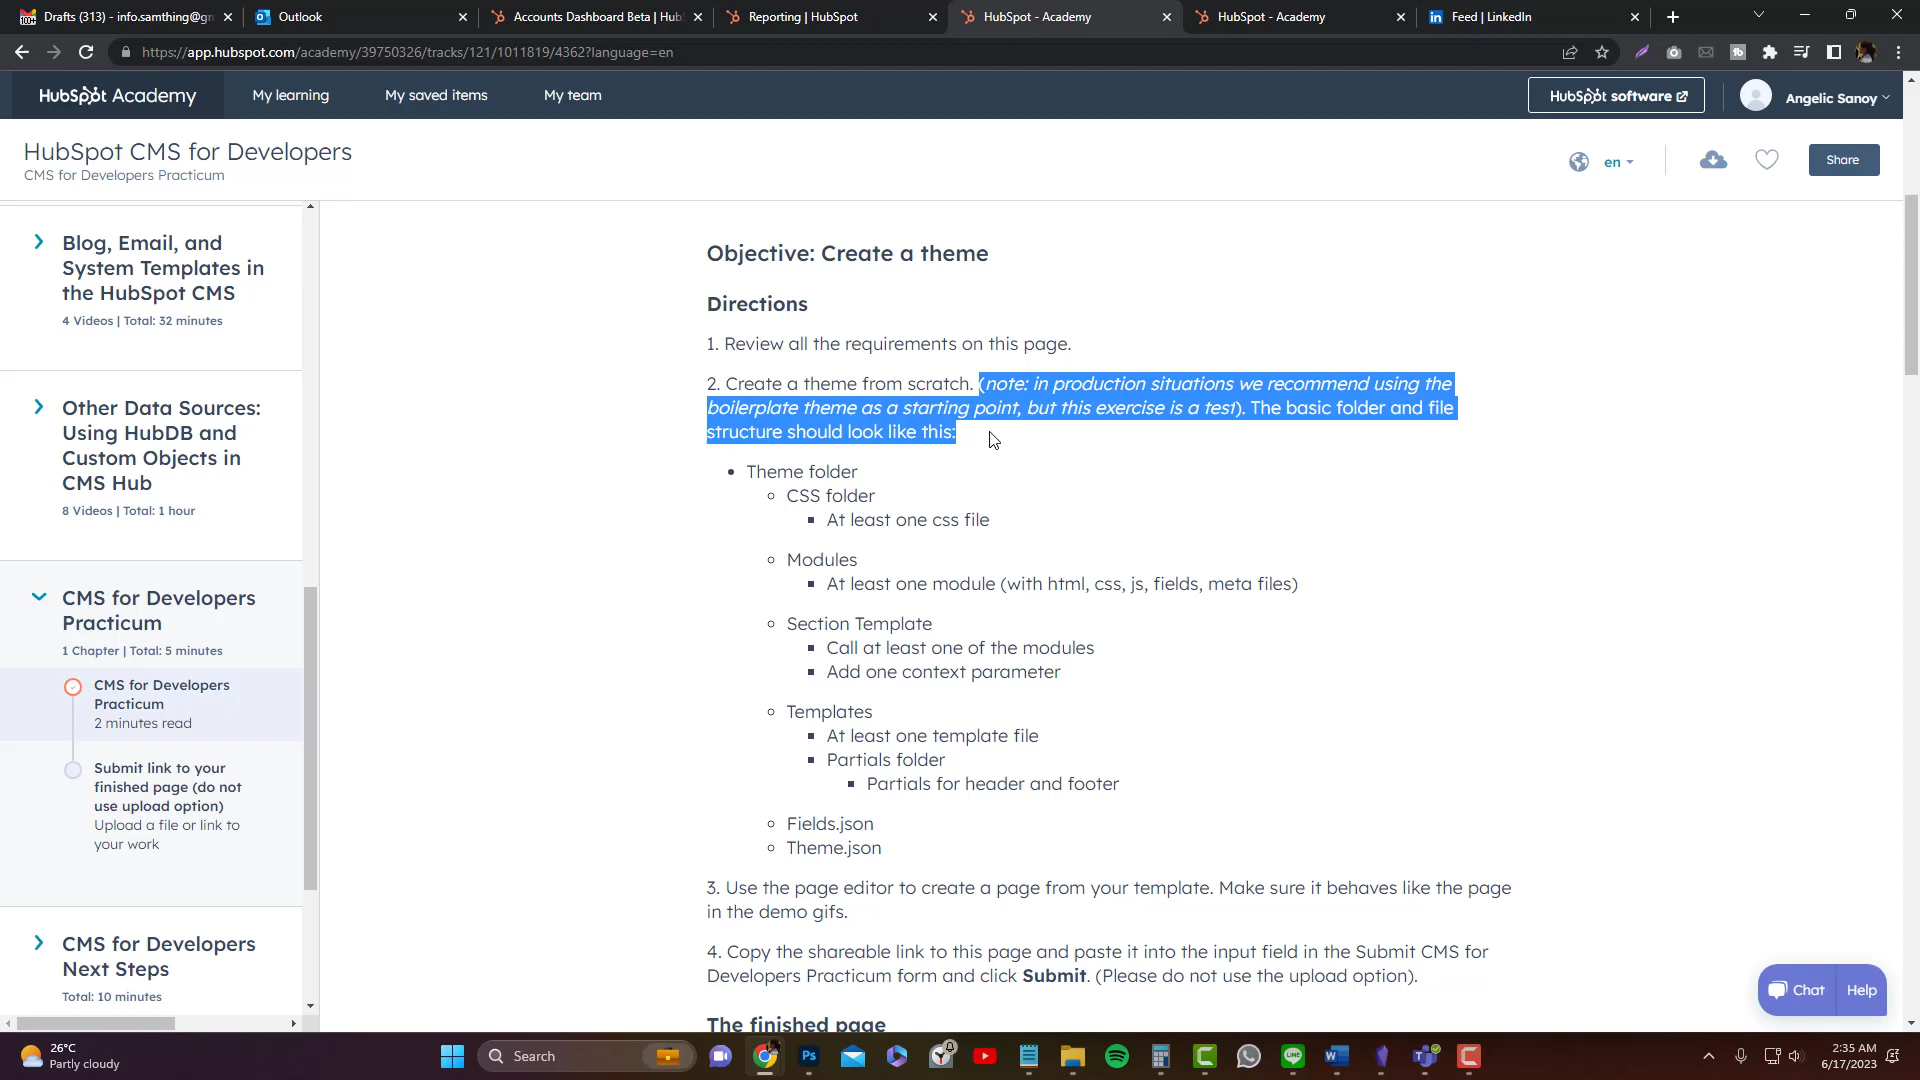 Drafts (313) - info.samthing@gm
Outlook
Accounts Dashboard Beta | Hub
Reporting | HubSpot
HubSpot - Academy
HubSpot - Academy
Feed | LinkedIn
https://app.hubspot.com/academy/39750326/tracks/121/1011819/4362?language=en
HubSpot Academy
My learning
My saved items
My team
HubSpot software
Angelic Sanoy
HubSpot CMS for Developers
CMS for Developers Practicum
en
Share
Blog, Email, and
System Templates in
the HubSpot CMS
4 Videos | Total: 32 minutes
Other Data Sources:
Using HubDB and
Custom Objects in
CMS Hub
8 Videos | Total: 1 hour
CMS for Developers
Practicum
1 Chapter | Total: 5 minutes
CMS for Developers
Practicum
2 minutes read
Submit link to your
finished page (do not
use upload option)
Upload a file or link to
your work
CMS for Developers
Next Steps
Total: 10 minutes
Objective: Create a theme
Directions
1. Review all the requirements on this page.
2. Create a theme from scratch. (note: in production situations we recommend using the
boilerplate theme as a starting point, but this exercise is a test). The basic folder and file
structure should look like this:
Theme folder
CSS folder
At least one css file
Modules
At least one module (with html, css, js, fields, meta files)
Section Template
Call at least one of the modules
Add one context parameter
Templates
At least one template file
Partials folder
Partials for header and footer
Fields.json
Theme.json
3. Use the page editor to create a page from your template. Make sure it behaves like the page
in the demo gifs.
4. Copy the shareable link to this page and paste it into the input field in the Submit CMS for
Developers Practicum form and click Submit. (Please do not use the upload option).
The finished page
Chat
Help
26°C
Partly cloudy
Search
2:35 AM
6/17/2023